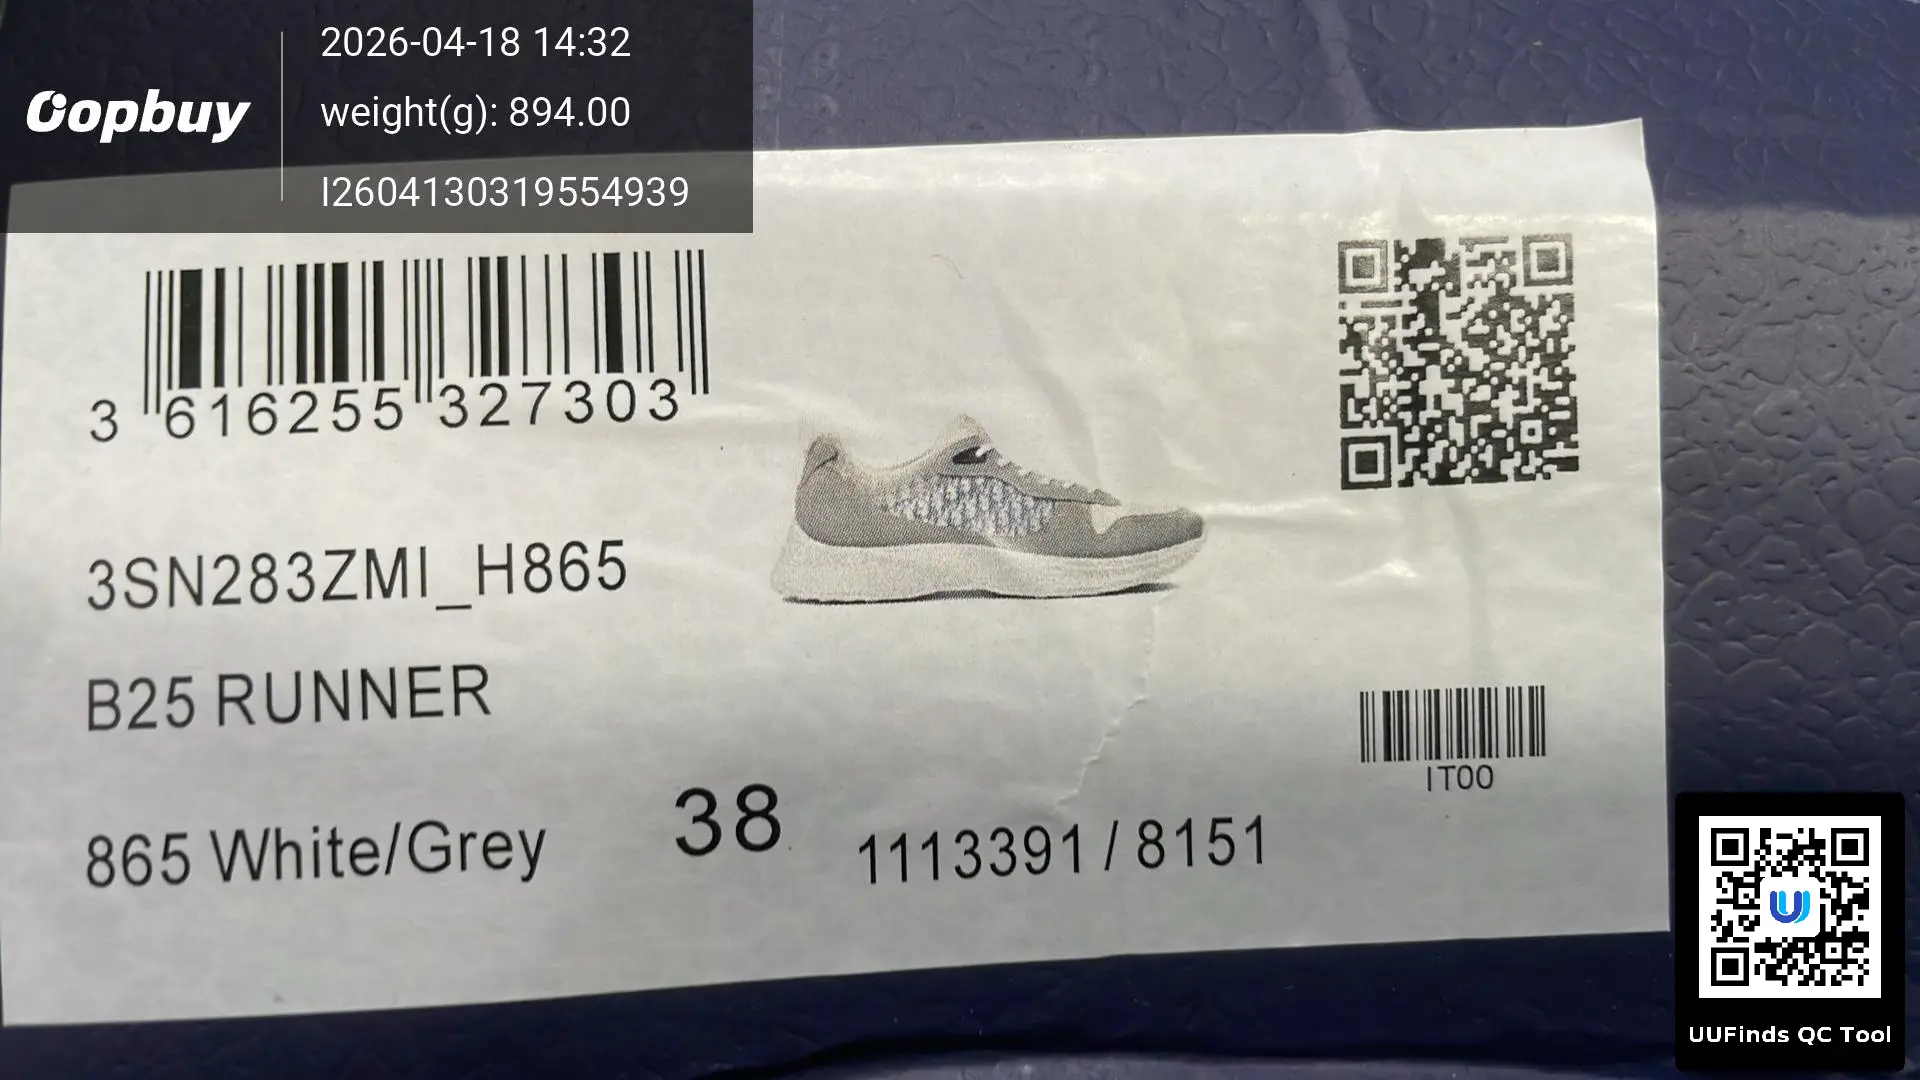 2026-04-18 14:32
Oopbuy
weight(g): 894.00
I2604130319554939
3 616255 327303
3SN283ZMI_H865
B25 RUNNER
IT00
865 White/Grey
38
1113391 / 8151
UUFinds QC Tool